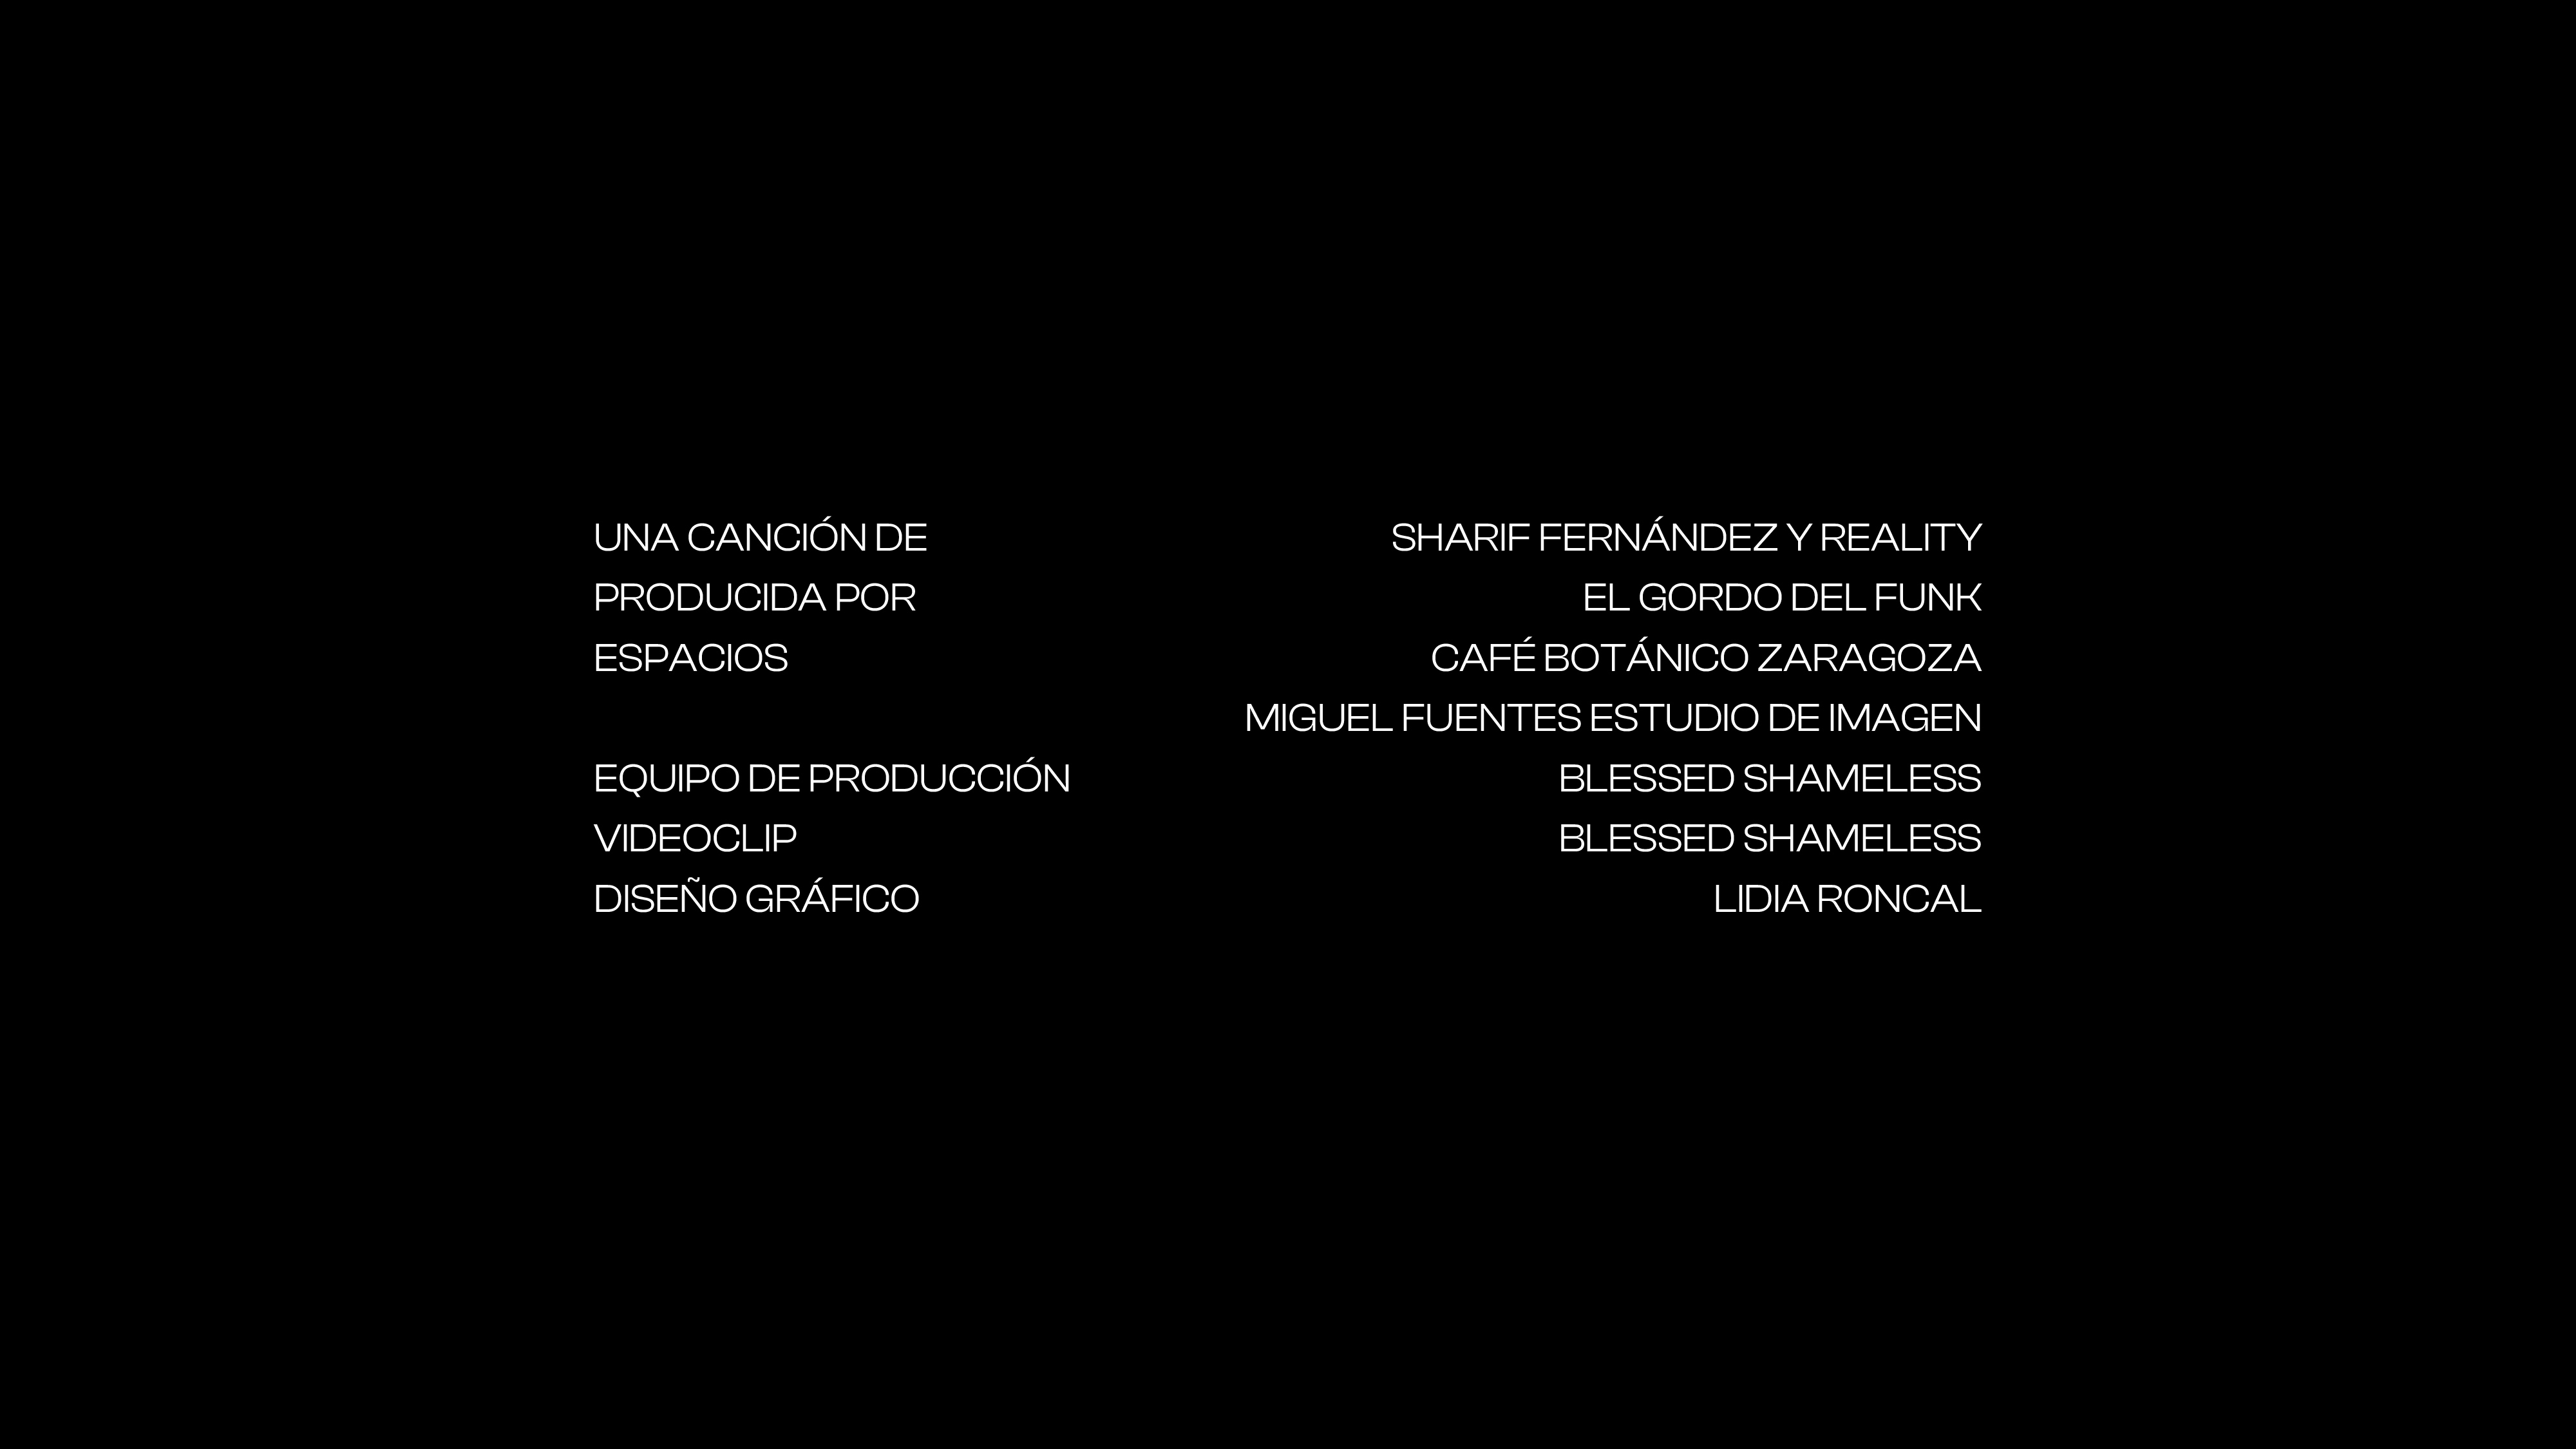 UNA CANCIÓN DE SHARIF FERNÁNDEZ Y REALITY
PRODUCIDA POR EL GORDO DEL FUNK
ESPACIOS CAFÉ BOTÁNICO ZARAGOZA
MIGUEL FUENTES ESTUDIO DE IMAGEN
EQUIPO DE PRODUCCIÓN BLESSED SHAMELESS
VIDEOCLIP BLESSED SHAMELESS
DISEÑO GRÁFICO LIDIA RONCAL